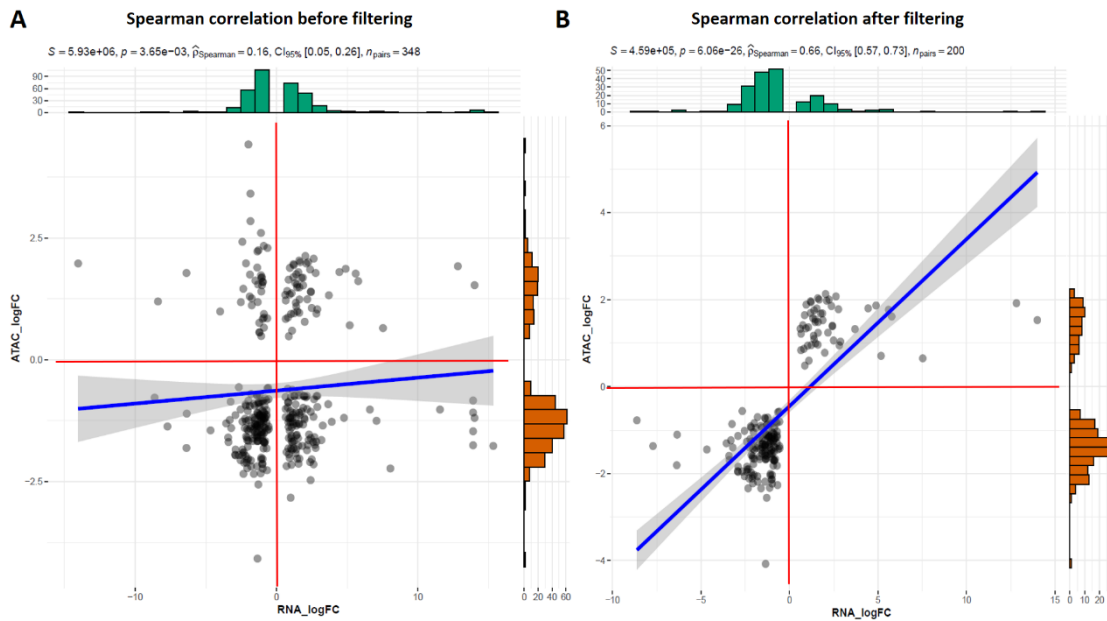 A
Spearman correlation before filtering
S = 5.93e+06, p = 3.65e−03, ρ̂Spearman = 0.16, CI95% [0.05, 0.26], npairs = 348
90
60
30
0
2.5
0.0
−2.5
ATAC_logFC
−10
0
10
RNA_logFC
0 20 40 60
B
Spearman correlation after filtering
S = 4.59e+05, p = 6.06e−26, ρ̂Spearman = 0.66, CI95% [0.57, 0.73], npairs = 200
50
40
30
20
10
0
6
4
2
0
−2
−4
ATAC_logFC
−10
−5
0
5
10
15
RNA_logFC
0 10 20